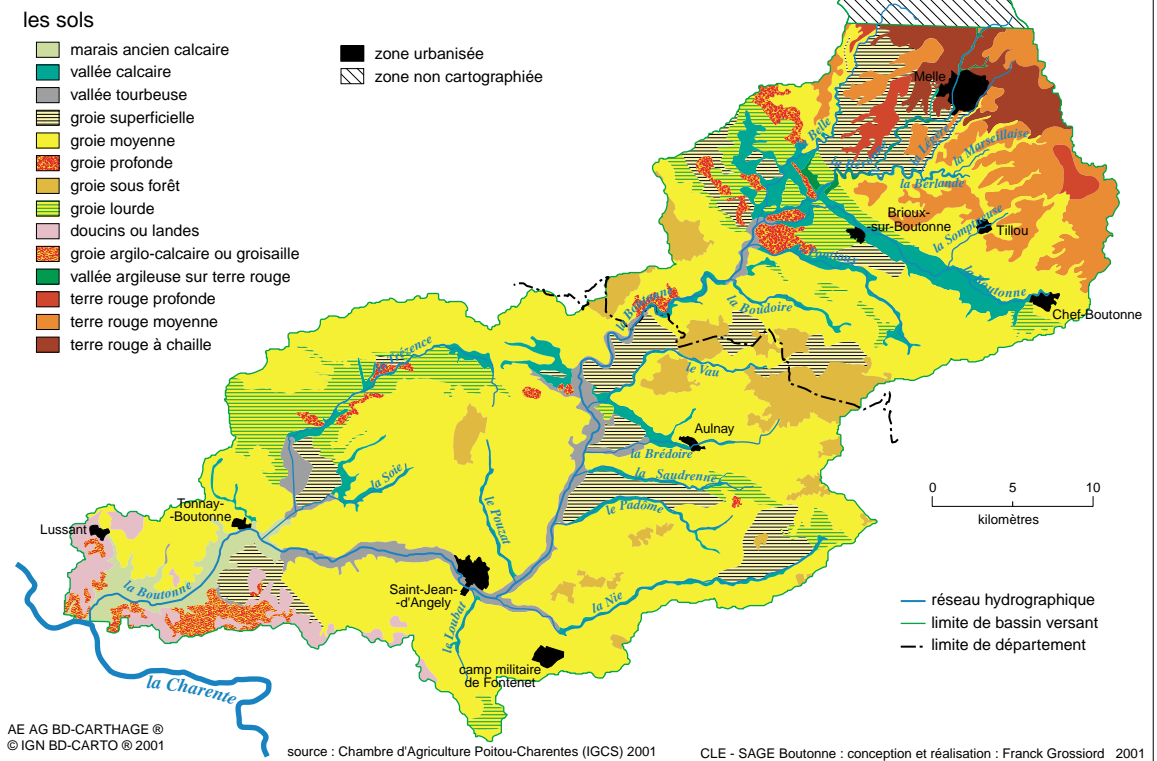 les sols
marais ancien calcaire
vallée calcaire
vallée tourbeuse
groie superficielle
groie moyenne
groie profonde
groie sous forêt
groie lourde
doucins ou landes
groie argilo-calcaire ou groisaille
vallée argileuse sur terre rouge
terre rouge profonde
terre rouge moyenne
terre rouge à chaille
zone urbanisée
zone non cartographiée
Melle
la Belle
la Légère
la Marseillaise
la Berlande
Brioux-
-sur-Boutonne
la Somptueuse
Tillou
la Boutonne
Chef-Boutonne
la Boutonne
la Boudoire
le Vau
la Trézence
Aulnay
la Brédoire
la Saudrenne
le Padôme
la Soie
le Pouzat
Tonnay-
-Boutonne
Lussant
la Boutonne
Saint-Jean-
-d'Angely
la Nie
le Loubat
camp militaire
de Fontenet
la Charente
0 5 10
kilomètres
réseau hydrographique
limite de bassin versant
limite de département
AE AG BD-CARTHAGE ®
© IGN BD-CARTO ® 2001
source : Chambre d'Agriculture Poitou-Charentes (IGCS) 2001
CLE - SAGE Boutonne : conception et réalisation : Franck Grossiord 2001